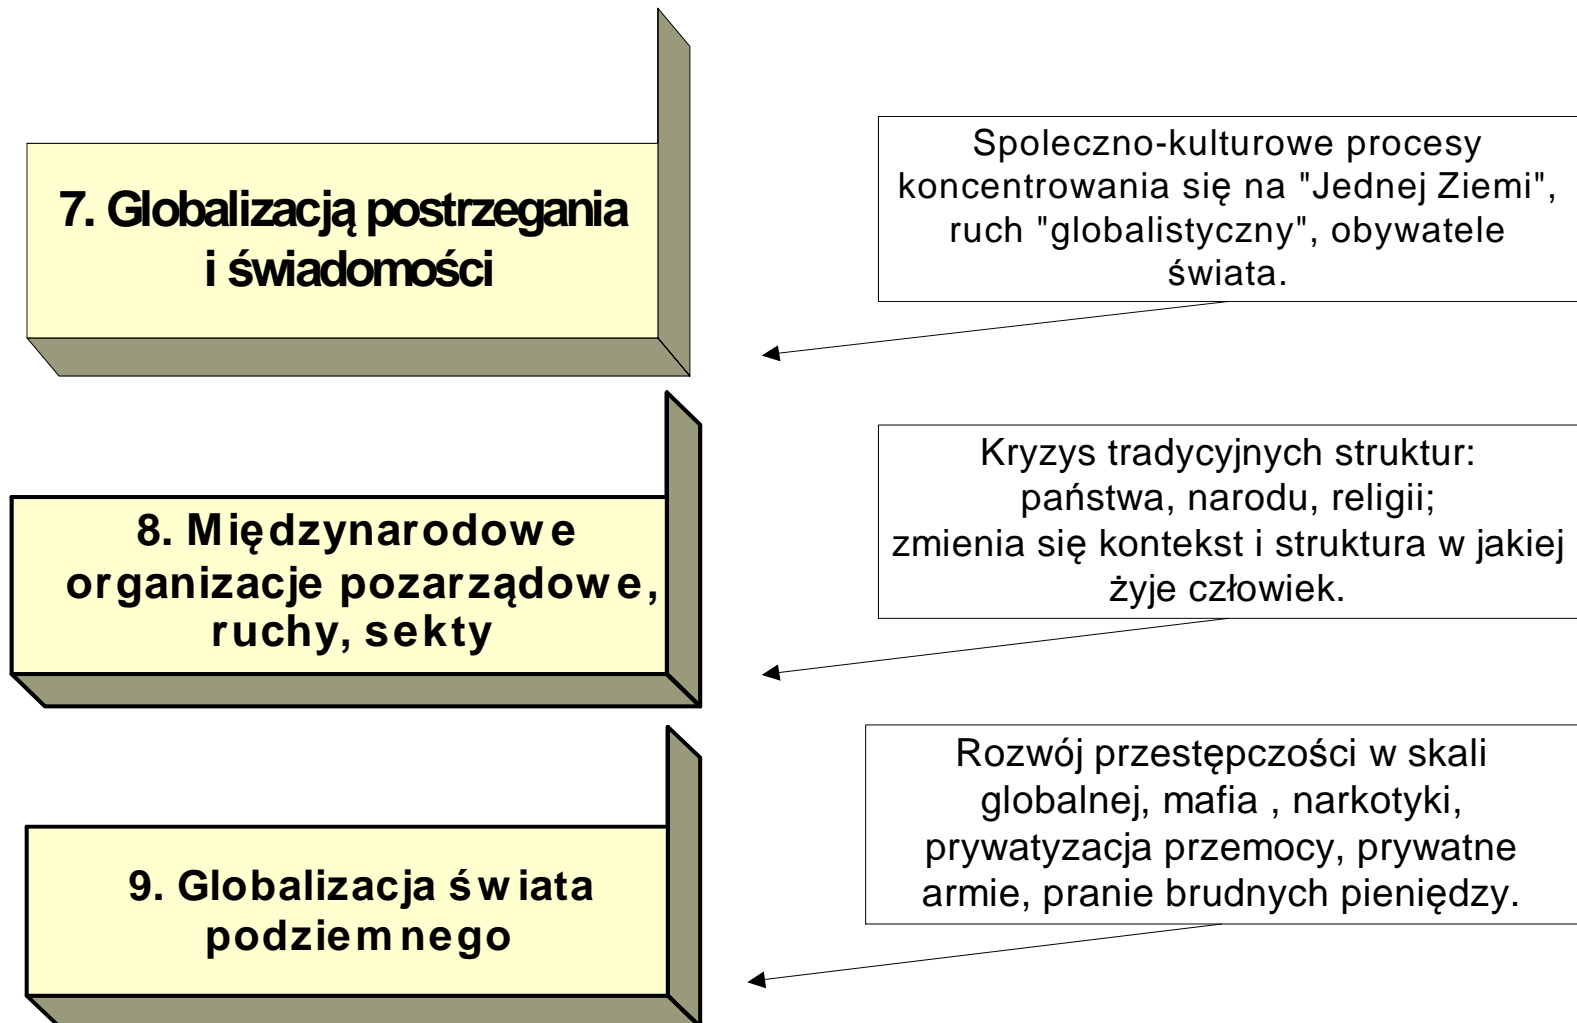 7. Globalizacją postrzegania
i świadomości
Spoleczno-kulturowe procesy
koncentrowania się na "Jednej Ziemi",
ruch "globalistyczny", obywatele
świata.
8. Międzynarodowe
organizacje pozarządowe,
ruchy, sekty
Kryzys tradycyjnych struktur:
państwa, narodu, religii;
zmienia się kontekst i struktura w jakiej
żyje człowiek.
9. Globalizacja świata
podziemnego
Rozwój przestępczości w skali
globalnej, mafia , narkotyki,
prywatyzacja przemocy, prywatne
armie, pranie brudnych pieniędzy.